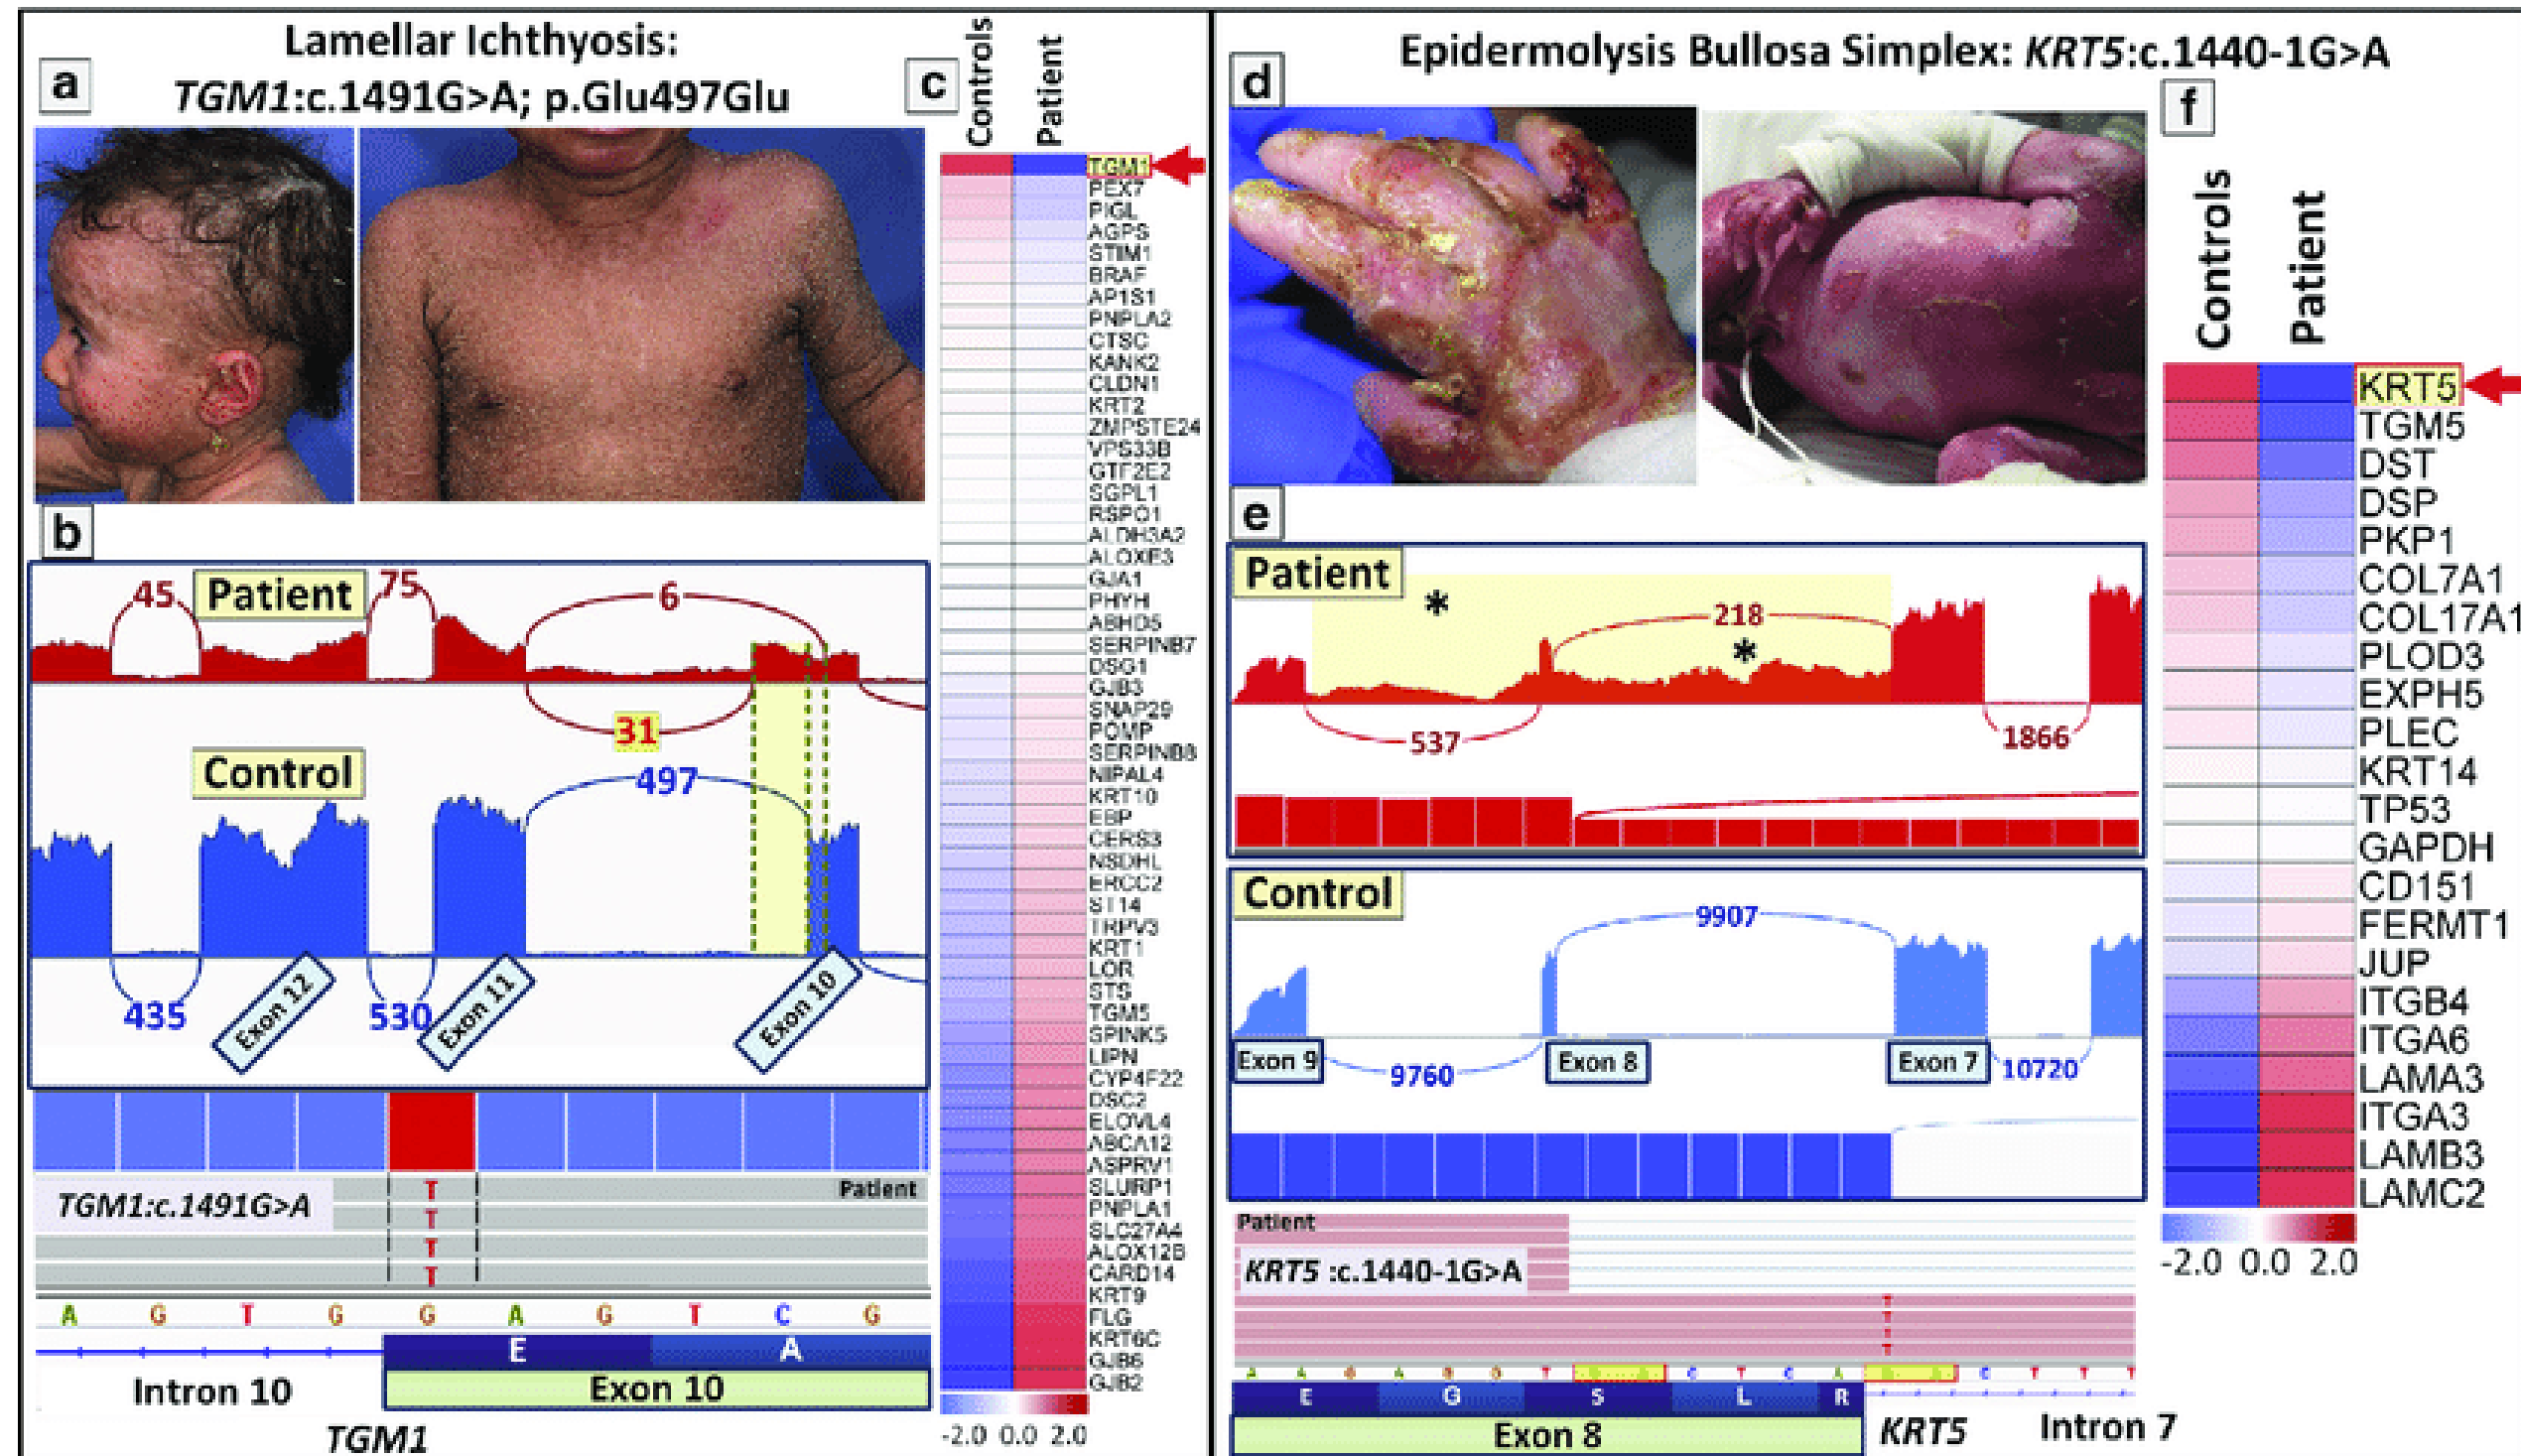 Lamellar Ichthyosis:
TGM1:c.1491G>A; p.Glu497Glu
a
b
Patient
45
75
6
31
Control
497
435
530
Exon 12
Exon 11
Exon 10
TGM1:c.1491G>A
Patient
T
T
T
T
A G T G G A G T C G
E A
Intron 10
Exon 10
TGM1
c
Controls
Patient
TGM1
PEX7
PIGL
AGPS
STIM1
BRAF
AP1S1
PNPLA2
CTSC
KANK2
CLDN1
KRT2
ZMPSTE24
VPS33B
GTF2E2
SGPL1
RSPO1
ALDH3A2
ALOXE3
GJA1
PHYH
ABHD5
SERPINB7
DSG1
GJB3
SNAP29
POMP
SERPINB8
NIPAL4
KRT10
EBP
CERS3
NSDHL
ERCC2
ST14
TRPV3
KRT1
LOR
STS
TGM5
SPINK5
LIPN
CYP4F22
DSC2
ELOVL4
ABCA12
ASPRV1
SLURP1
PNPLA1
SLC27A4
ALOX12B
CARD14
KRT9
FLG
KRT6C
GJB6
GJB2
-2.0 0.0 2.0
Epidermolysis Bullosa Simplex: KRT5:c.1440-1G>A
d
e
Patient
*
218
*
537
1866
Control
9907
Exon 9
9760
Exon 8
Exon 7
10720
Patient
KRT5 :c.1440-1G>A
T
T
T
T
E G S L R
Exon 8
KRT5
Intron 7
f
Controls
Patient
KRT5
TGM5
DST
DSP
PKP1
COL7A1
COL17A1
PLOD3
EXPH5
PLEC
KRT14
TP53
GAPDH
CD151
FERMT1
JUP
ITGB4
ITGA6
LAMA3
ITGA3
LAMB3
LAMC2
-2.0 0.0 2.0